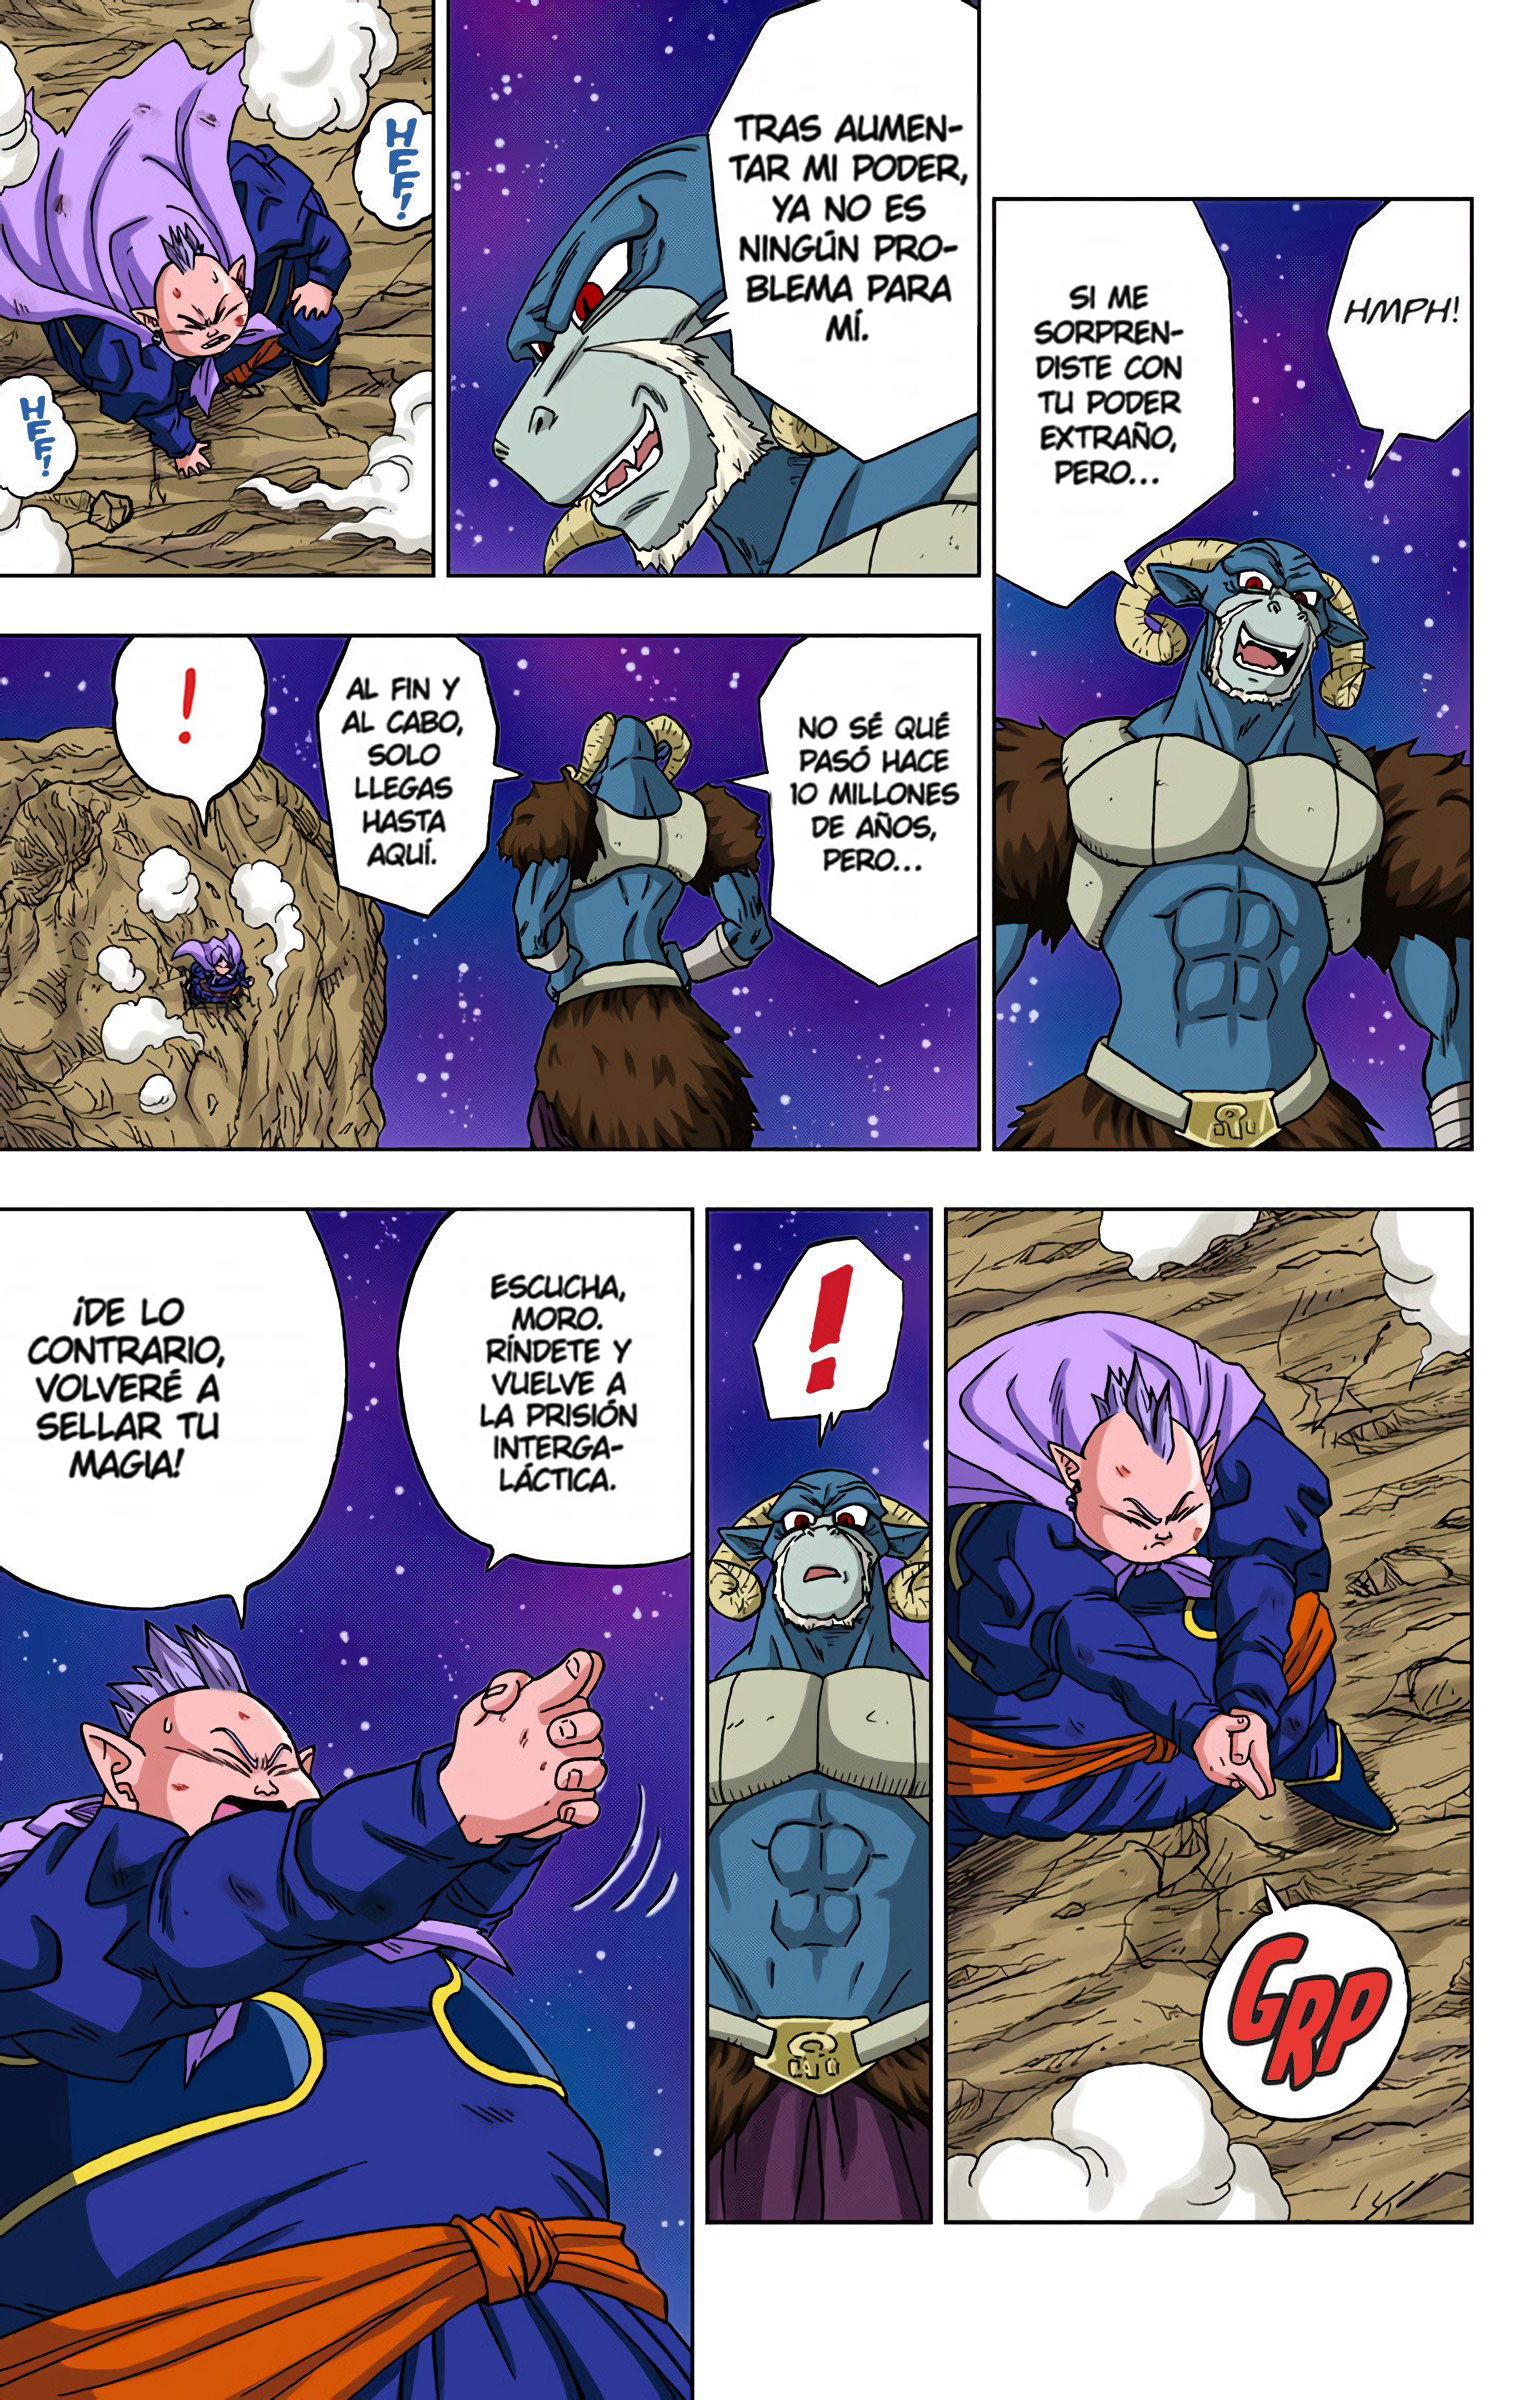 HMPH!
SI ME
SORPREN-
DISTE CON
TU PODER
EXTRAÑO,
PERO...
TRAS AUMEN-
TAR MI PODER,
YA NO ES
NINGÚN PRO-
BLEMA PARA
MÍ.
HFF!
HFF!
NO SÉ QUÉ
PASÓ HACE
10 MILLONES
DE AÑOS,
PERO...
AL FIN Y
AL CABO,
SOLO
LLEGAS
HASTA
AQUÍ.
!
GRP
!
ESCUCHA,
MORO.
RÍNDETE Y
VUELVE A
LA PRISIÓN
INTERGA-
LÁCTICA.
¡DE LO
CONTRARIO,
VOLVERÉ A
SELLAR TU
MAGIA!